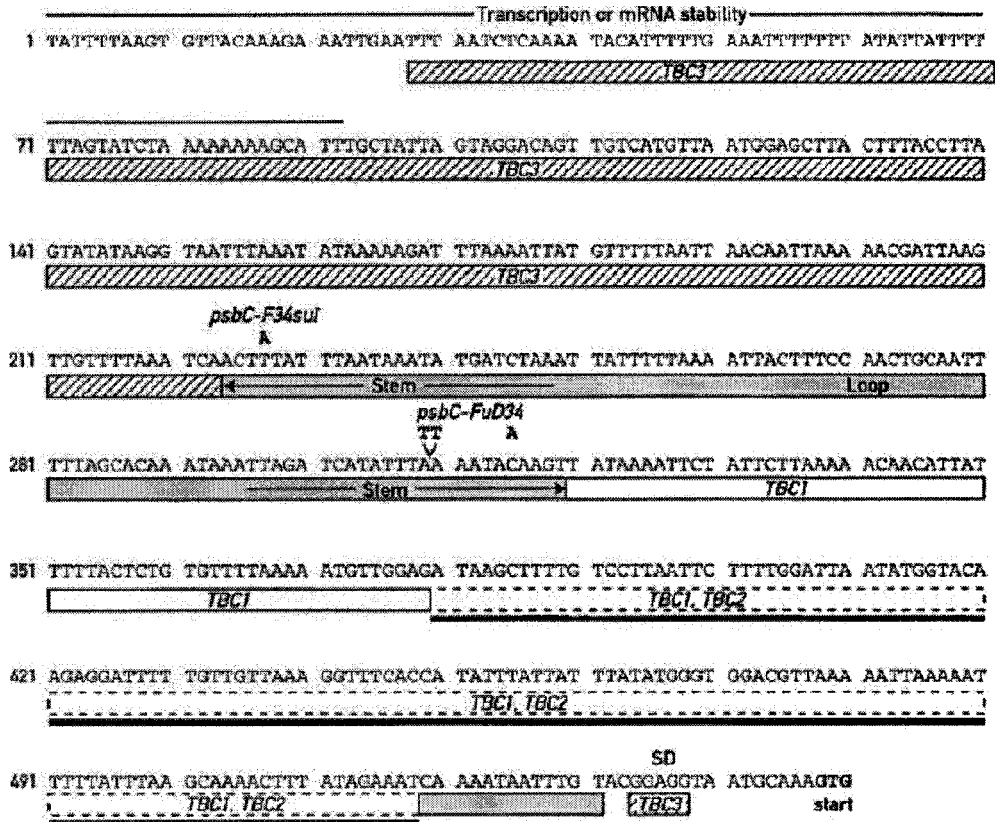 Transcription or mRNA stability
1 TATTTTAAGT GTTACAAAGA AATTGAATTT AATCTCAAAA TACATTTTTG AAATTTTTTT ATATTATTTT
TBC3
71 TTAGTATCTA AAAAAAAGCA TTTGCTATTA GTAGGACAGT TGTCATGTTA ATGGAGCTTA CTTTACCTTA
TBC3
141 GTATATAAGG TAATTTAAAT ATAAAAAGAT TTAAAATTAT GTTTTTAATT AACAATTAAA AACGATTAAG
TBC3
psbC-F34suI
A
211 TTGTTTTAAA TCAACTTTAT TTAATAAATA TGATCTAAAT TATTTTTAAA ATTACTTTCC AACTGCAATT
Stem Loop
psbC-FuD34
TT A
281 TTTAGCACAA ATAAATTAGA TCATATTTAA AATACAAGTT ATAAAATTCT ATTCTTAAAA ACAACATTAT
Stem TBC1
351 TTTTACTCTG TGTTTTAAAA ATGTTGGAGA TAAGCTTTTG TCCTTAATTC TTTTGGATTA ATATGGTACA
TBC1 TBC1, TBC2
421 AGAGGATTTT TGTTGTTAAA GGTTTCACCA TATTTATTAT TTATATGGGT GGACGTTAAA AATTAAAAAT
TBC1, TBC2
SD
491 TTTTATTTAA GCAAAACTTT ATAGAAATCA AAATAATTTG TACGGAGGTA ATGCAAAGTG
TBC1, TBC2 TBC3 start